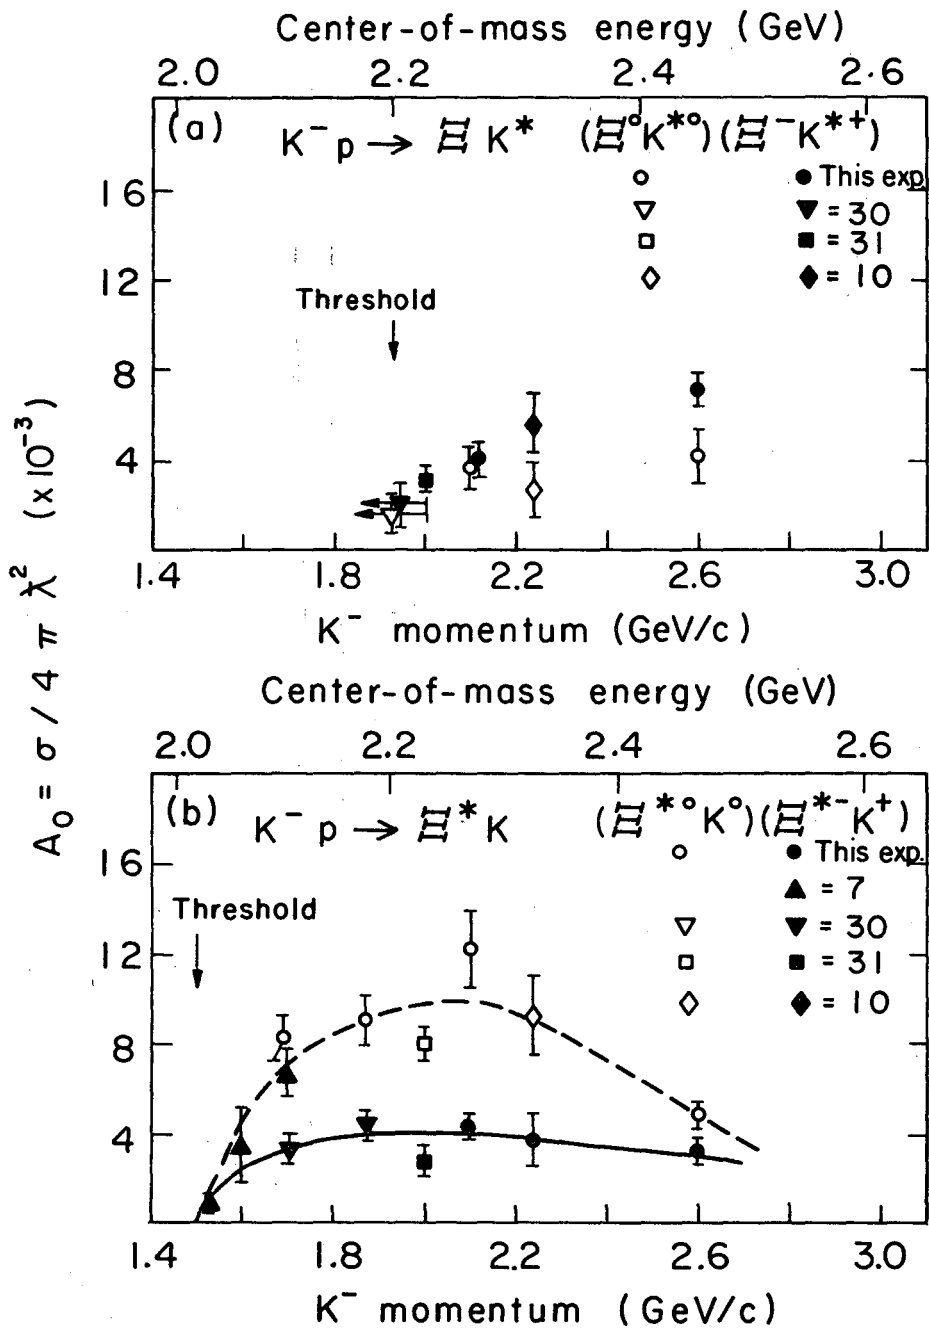 Center-of-mass energy (GeV)
2.0 2.2 2.4 2.6
(a) K⁻p → Ξ K* (Ξ°K*°)(Ξ⁻K*⁺)
16 ○ ● This exp.
▽ ▼ = 30
□ ■ = 31
12 ◇ ◆ = 10
Threshold
8
4
1.4 1.8 2.2 2.6 3.0
K⁻ momentum (GeV/c)
A₀ = σ / 4 π ƛ² (x10⁻³)
Center-of-mass energy (GeV)
2.0 2.2 2.4 2.6
(b) K⁻p → Ξ* K (Ξ*°K°)(Ξ*⁻K⁺)
16 ○ ● This exp.
▲ = 7
Threshold
12 ▽ ▼ = 30
□ ■ = 31
◇ ◆ = 10
8
4
1.4 1.8 2.2 2.6 3.0
K⁻ momentum (GeV/c)